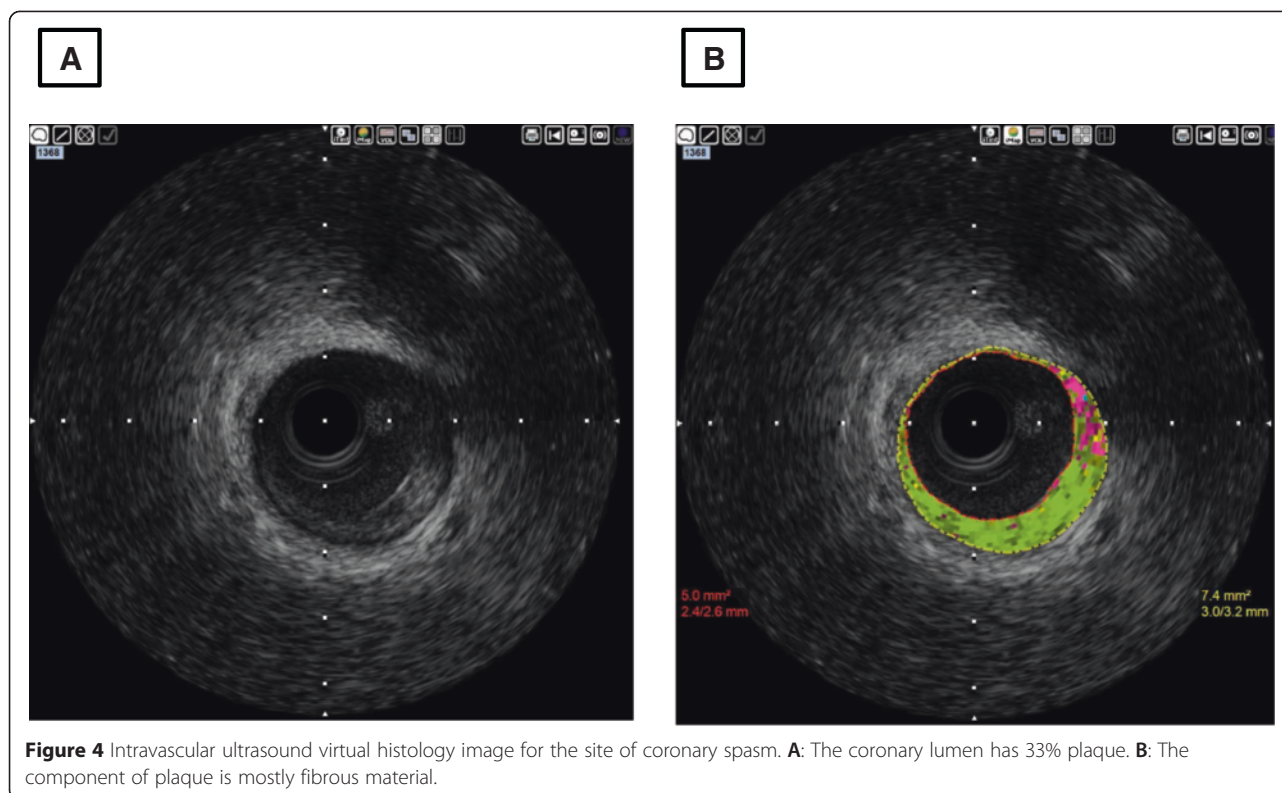 A
B
1368
1368
5.0 mm²
2.4/2.6 mm
7.4 mm²
3.0/3.2 mm
Figure 4 Intravascular ultrasound virtual histology image for the site of coronary spasm. A: The coronary lumen has 33% plaque. B: The
component of plaque is mostly fibrous material.